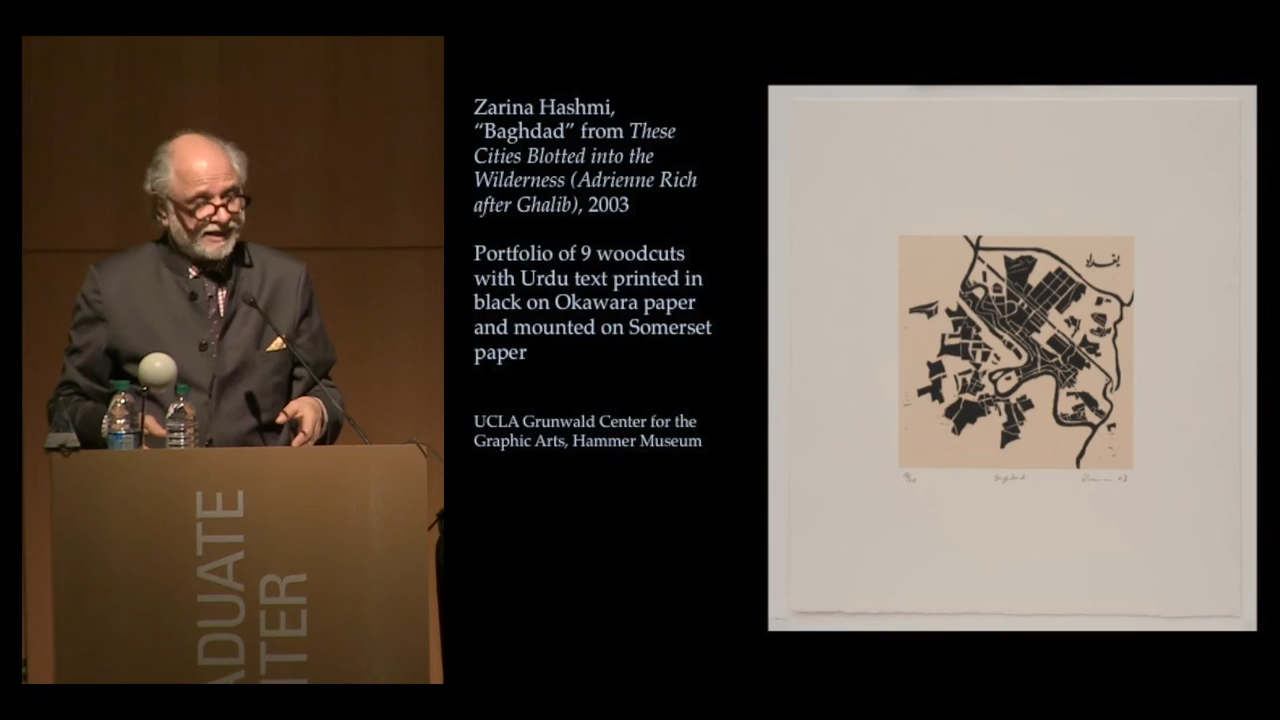 Zarina Hashmi,
“Baghdad” from These
Cities Blotted into the
Wilderness (Adrienne Rich
after Ghalib), 2003
Portfolio of 9 woodcuts
with Urdu text printed in
black on Okawara paper
and mounted on Somerset
paper
UCLA Grunwald Center for the
Graphic Arts, Hammer Museum
بغداد
Baghdad
ADUATE
TER